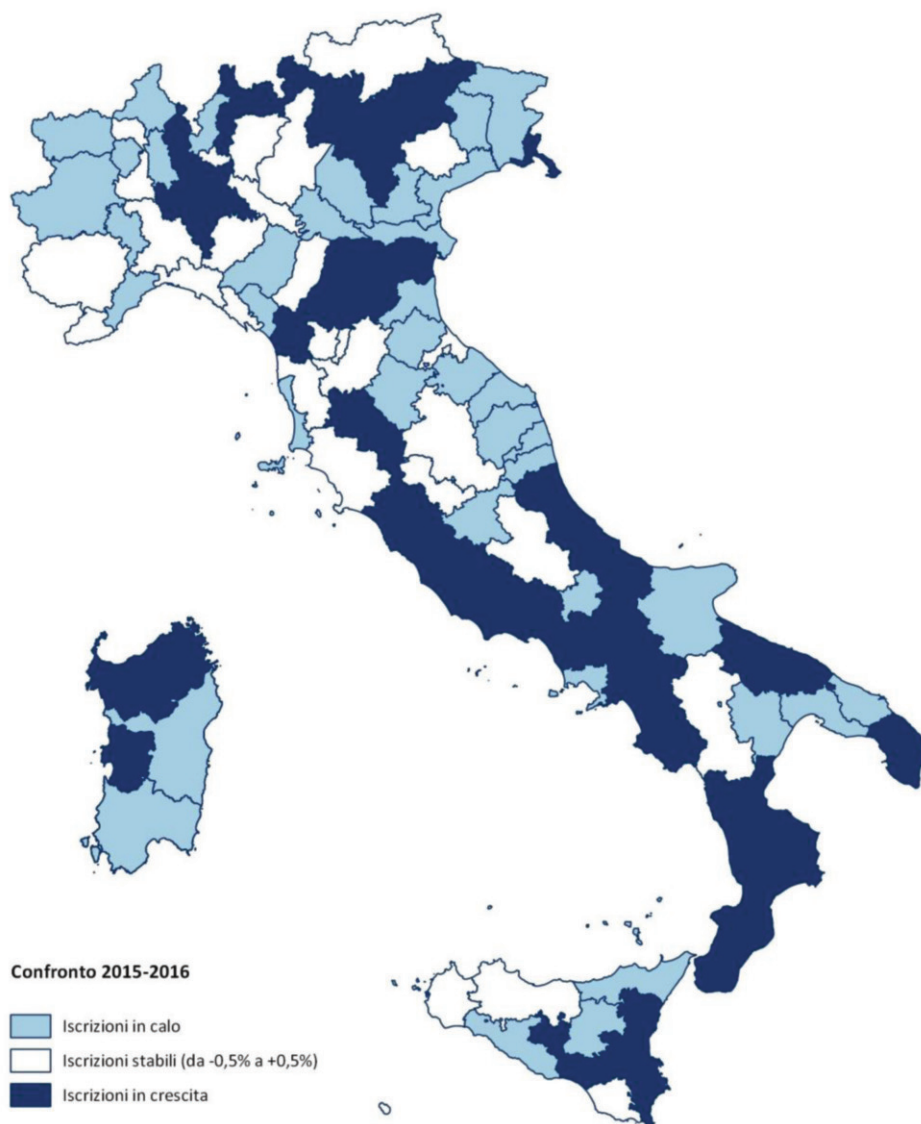 Confronto 2015-2016
Iscrizioni in calo
Iscrizioni stabili (da -0,5% a +0,5%)
Iscrizioni in crescita